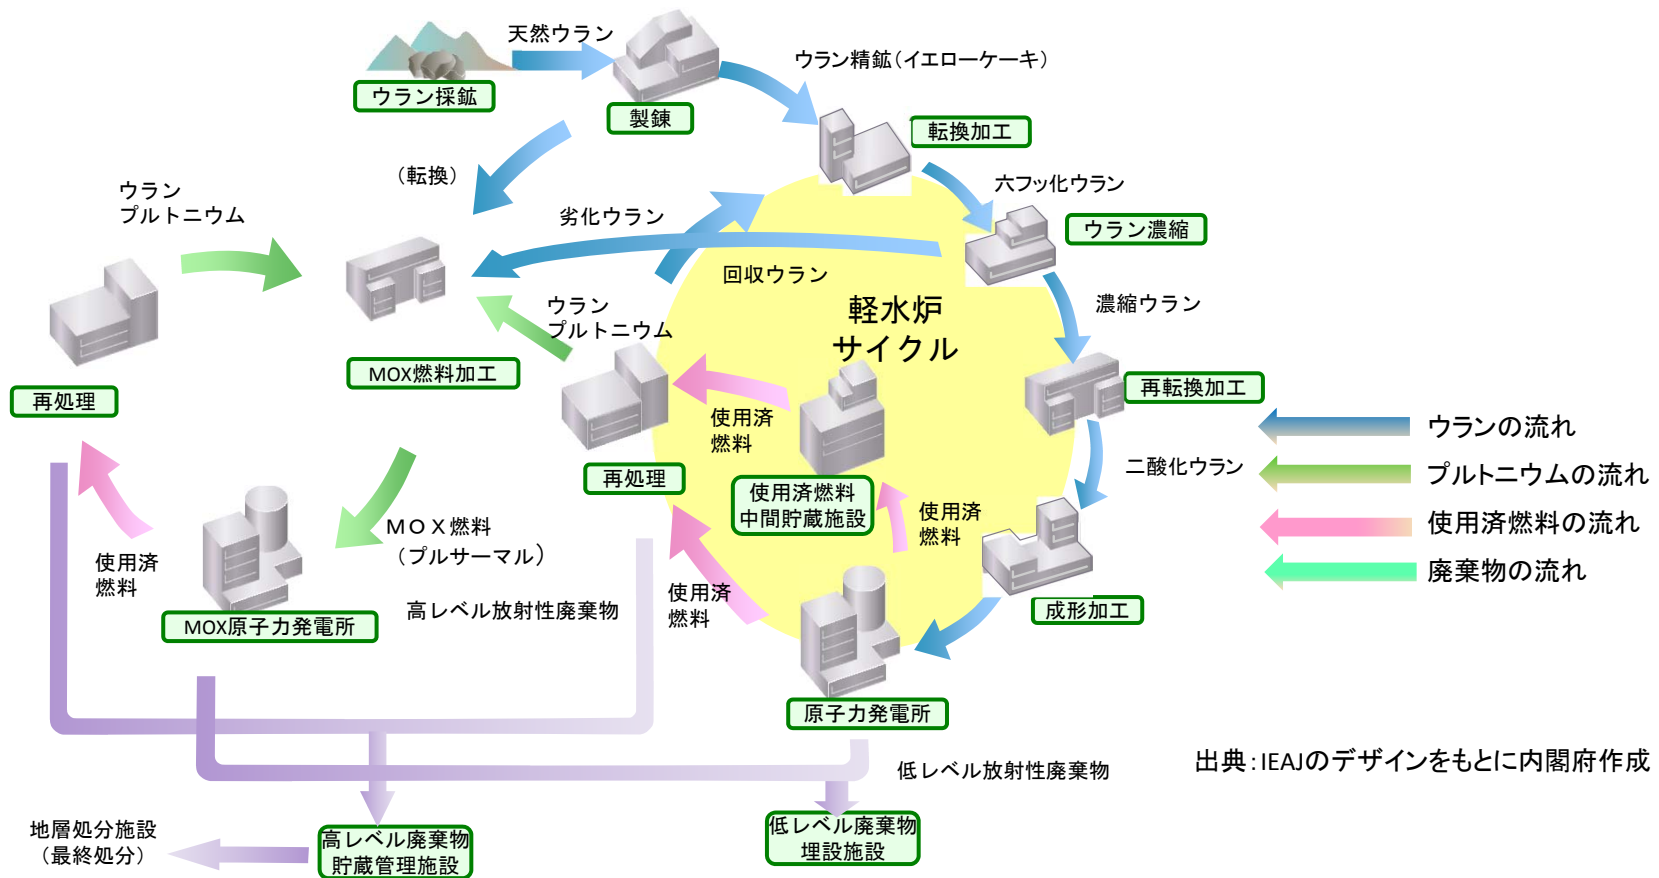 天然ウラン
ウラン採鉱
製錬
ウラン精鉱（イエローケーキ）
転換加工
（転換）
六フッ化ウラン
ウラン
プルトニウム
劣化ウラン
ウラン濃縮
回収ウラン
濃縮ウラン
軽水炉
サイクル
ウラン
プルトニウム
MOX燃料加工
再処理
再転換加工
使用済
燃料
ウランの流れ
二酸化ウラン
プルトニウムの流れ
再処理
使用済燃料
中間貯蔵施設
使用済
燃料
使用済燃料の流れ
ＭＯＸ燃料
（プルサーマル）
使用済
燃料
廃棄物の流れ
使用済
燃料
高レベル放射性廃棄物
成形加工
MOX原子力発電所
原子力発電所
低レベル放射性廃棄物
出典：IEAJのデザインをもとに内閣府作成
地層処分施設
（最終処分）
高レベル廃棄物
貯蔵管理施設
低レベル廃棄物
埋設施設